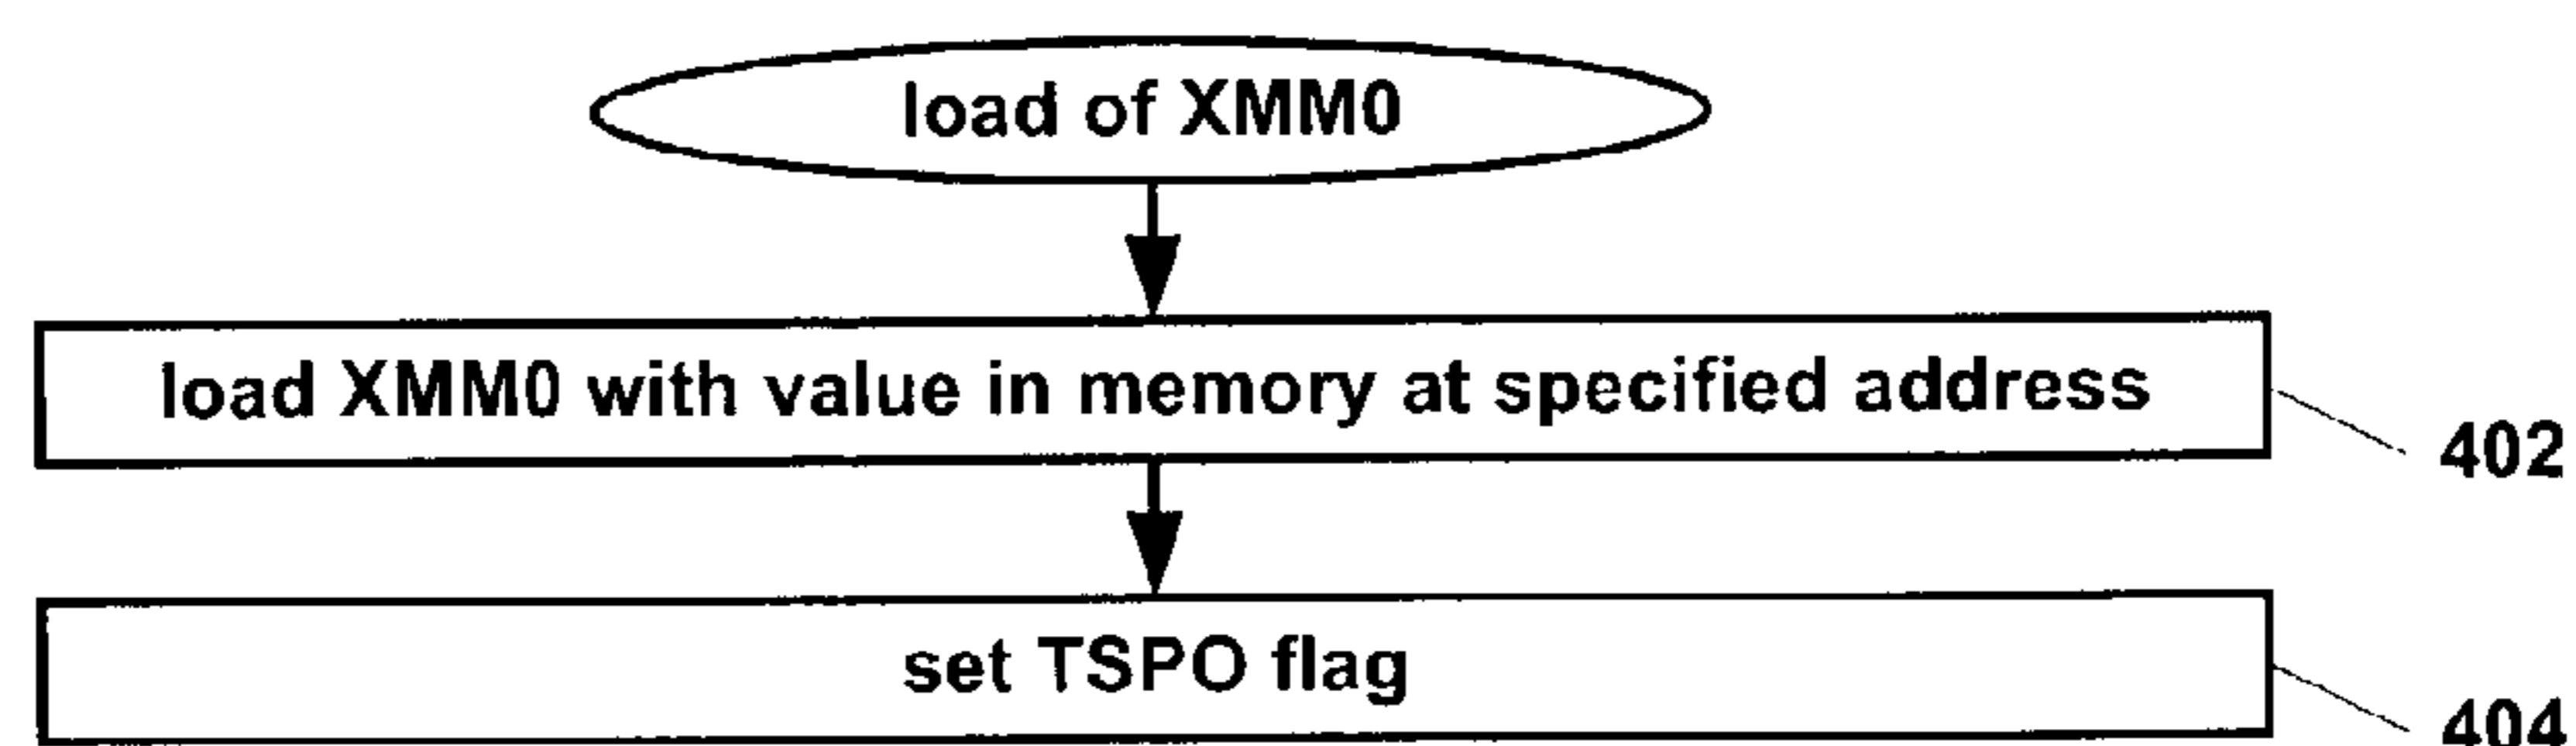 load of XMM0
load XMM0 with value in memory at specified address
402
set TSPO flag
404